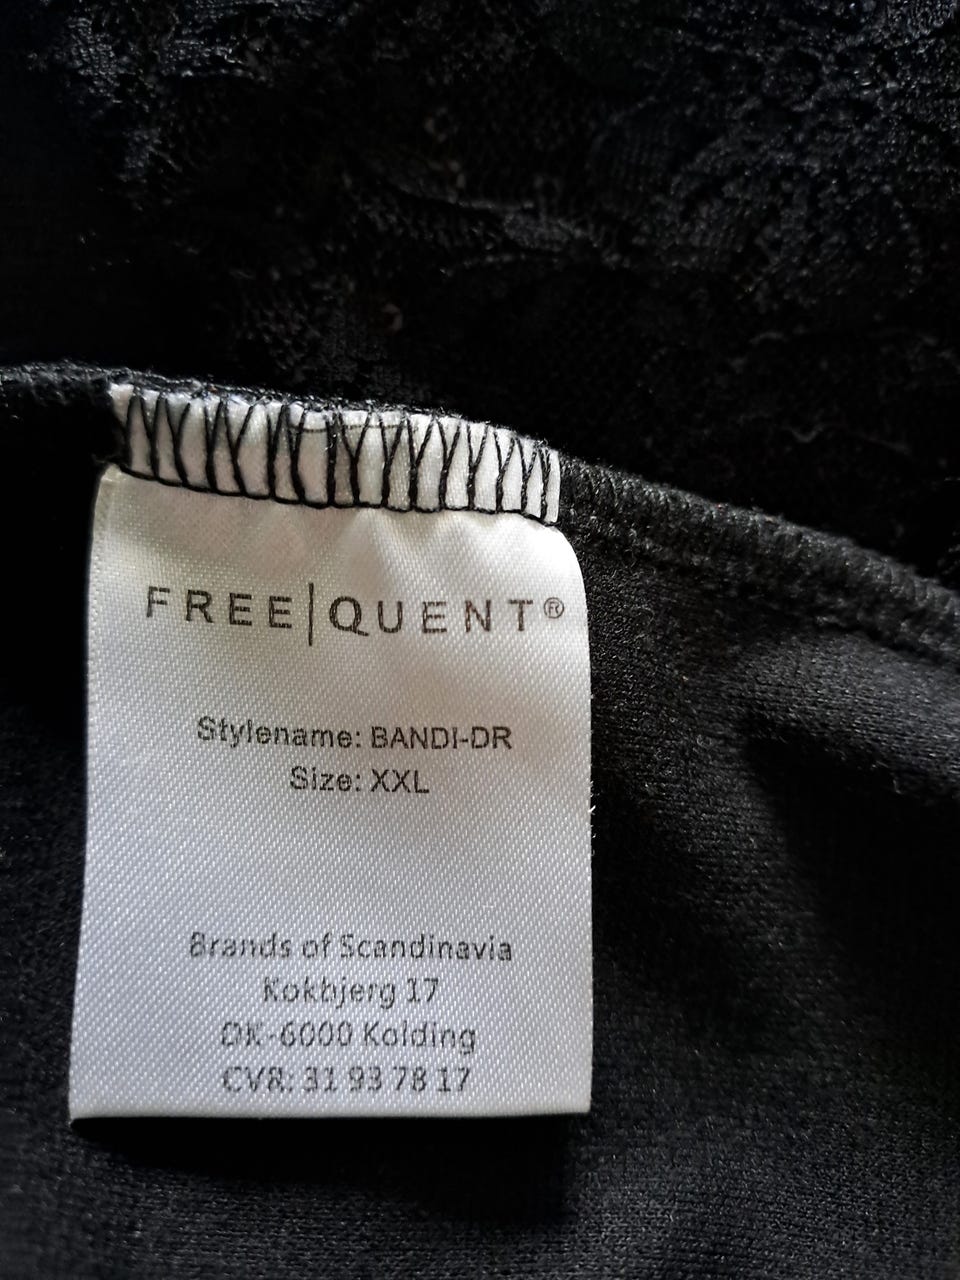 FREE|QUENT®
Stylename: BANDI-DR
Size: XXL
Brands of Scandinavia
Kokbjerg 17
DK-6000 Kolding
CVR: 31 93 78 17